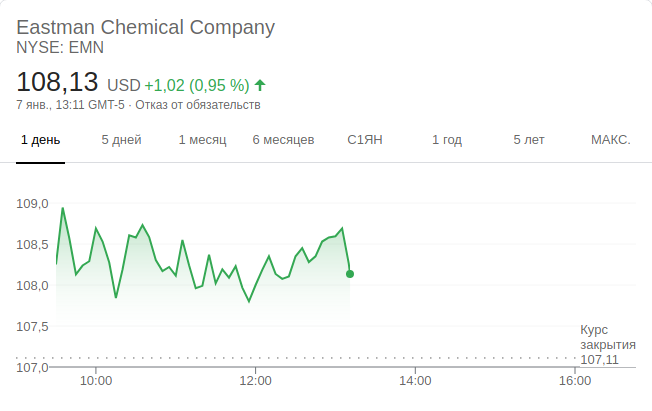 Eastman Chemical Company
NYSE: EMN
108,13 USD +1,02 (0,95 %)
7 янв., 13:11 GMT-5 · Отказ от обязательств
1 день 5 дней 1 месяц 6 месяцев С1ЯН 1 год 5 лет МАКС.
109,0
108,5
108,0
107,5
Курс
закрытия
107,11
107,0
10:00 12:00 14:00 16:00